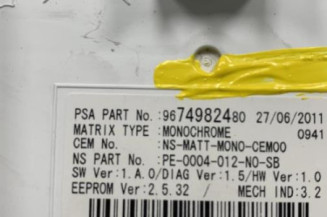 PSA PART No.:9674982480 27/06/2011
MATRIX TYPE :MONOCHROME 0941
CEM No. :NS-MATT-MONO-CEM00
NS PART No. :PE-0004-012-NO-SB
SW Ver:1.A.0/DIAG Ver:1.5/HW Ver:1.0
EEPROM Ver:2.5.32 / MECH IND:3.2